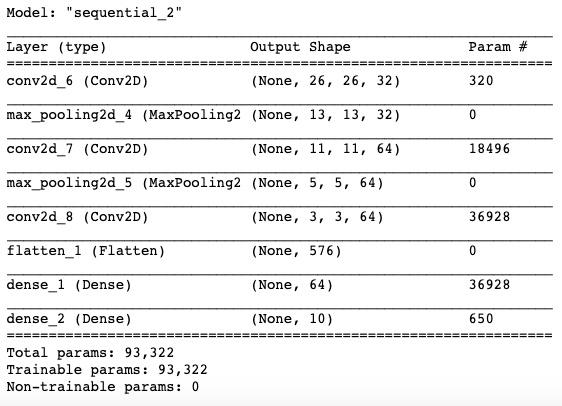 Model: "sequential_2"
Layer (type) Output Shape Param #
conv2d_6 (Conv2D) (None, 26, 26, 32) 320
max_pooling2d_4 (MaxPooling2 (None, 13, 13, 32) 0
conv2d_7 (Conv2D) (None, 11, 11, 64) 18496
max_pooling2d_5 (MaxPooling2 (None, 5, 5, 64) 0
conv2d_8 (Conv2D) (None, 3, 3, 64) 36928
flatten_1 (Flatten) (None, 576) 0
dense_1 (Dense) (None, 64) 36928
dense_2 (Dense) (None, 10) 650
Total params: 93,322
Trainable params: 93,322
Non-trainable params: 0